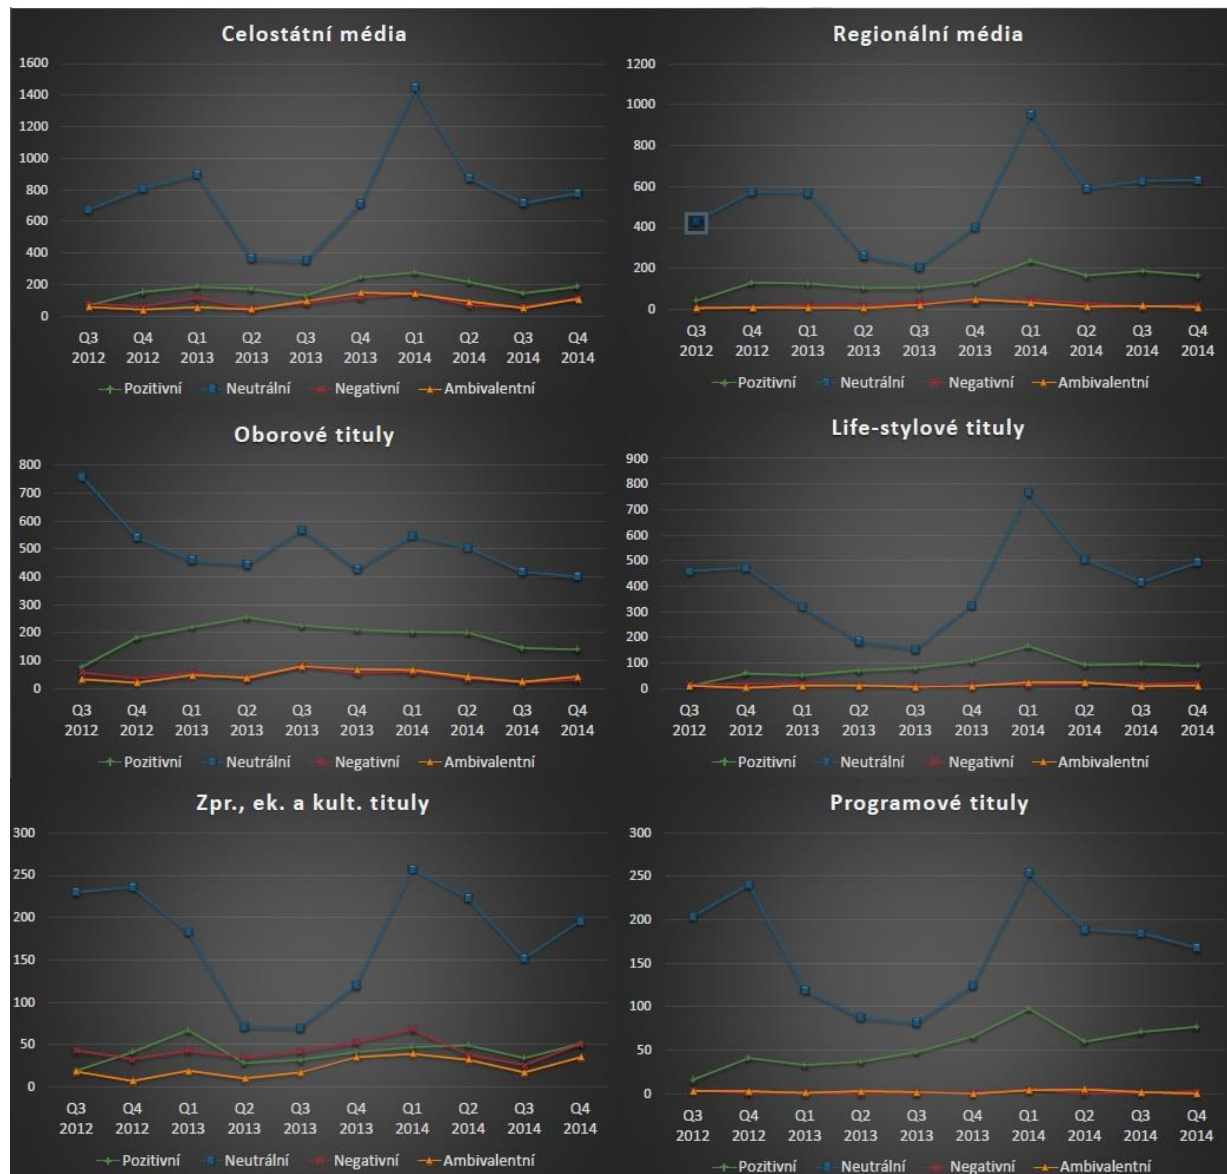 Celostátní média
1600
1400
1200
1000
800
600
400
200
0
Q3 Q4 Q1 Q2 Q3 Q4 Q1 Q2 Q3 Q4
2012 2012 2013 2013 2013 2013 2014 2014 2014 2014
Pozitivní Neutrální Negativní Ambivalentní
Regionální média
1200
1000
800
600
400
200
0
Q3 Q4 Q1 Q2 Q3 Q4 Q1 Q2 Q3 Q4
2012 2012 2013 2013 2013 2013 2014 2014 2014 2014
Pozitivní Neutrální Negativní Ambivalentní
Oborové tituly
800
700
600
500
400
300
200
100
0
Q3 Q4 Q1 Q2 Q3 Q4 Q1 Q2 Q3 Q4
2012 2012 2013 2013 2013 2013 2014 2014 2014 2014
Pozitivní Neutrální Negativní Ambivalentní
Life-stylové tituly
900
800
700
600
500
400
300
200
100
0
Q3 Q4 Q1 Q2 Q3 Q4 Q1 Q2 Q3 Q4
2012 2012 2013 2013 2013 2013 2014 2014 2014 2014
Pozitivní Neutrální Negativní Ambivalentní
Zpr., ek. a kult. tituly
300
250
200
150
100
50
0
Q3 Q4 Q1 Q2 Q3 Q4 Q1 Q2 Q3 Q4
2012 2012 2013 2013 2013 2013 2014 2014 2014 2014
Pozitivní Neutrální Negativní Ambivalentní
Programové tituly
300
250
200
150
100
50
0
Q3 Q4 Q1 Q2 Q3 Q4 Q1 Q2 Q3 Q4
2012 2012 2013 2013 2013 2013 2014 2014 2014 2014
Pozitivní Neutrální Negativní Ambivalentní